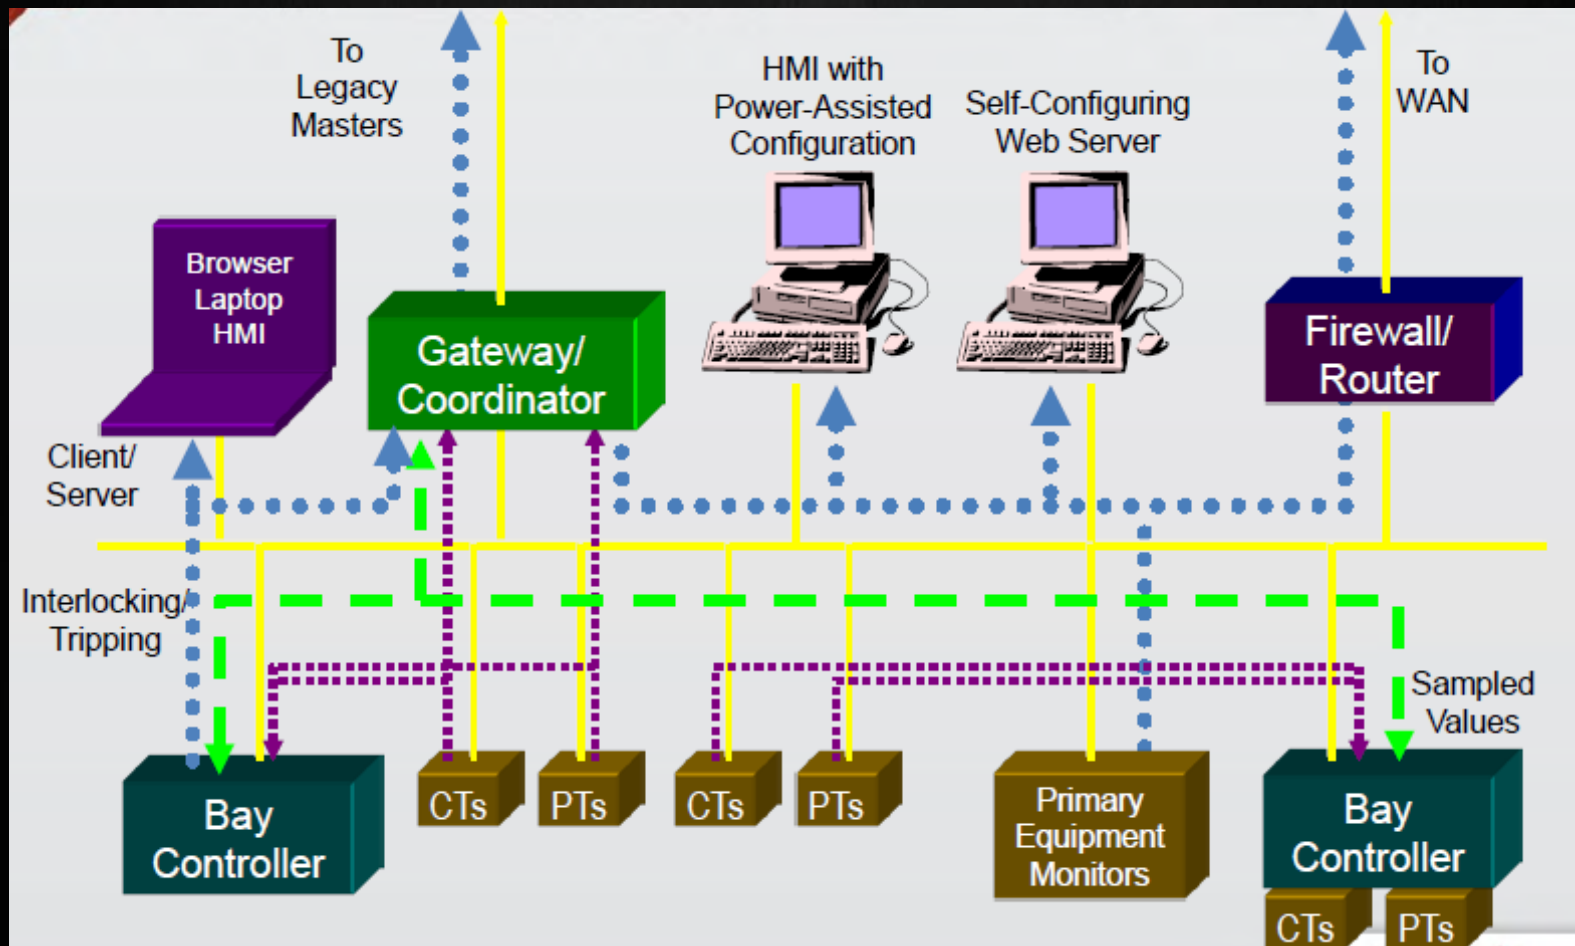 To
Legacy
Masters
HMI with
Power-Assisted
Configuration
Self-Configuring
Web Server
To
WAN
Browser
Laptop
HMI
Gateway/
Coordinator
Firewall/
Router
Client/
Server
Interlocking/
Tripping
Sampled
Values
Bay
Controller
CTs
PTs
CTs
PTs
Primary
Equipment
Monitors
Bay
Controller
CTs
PTs